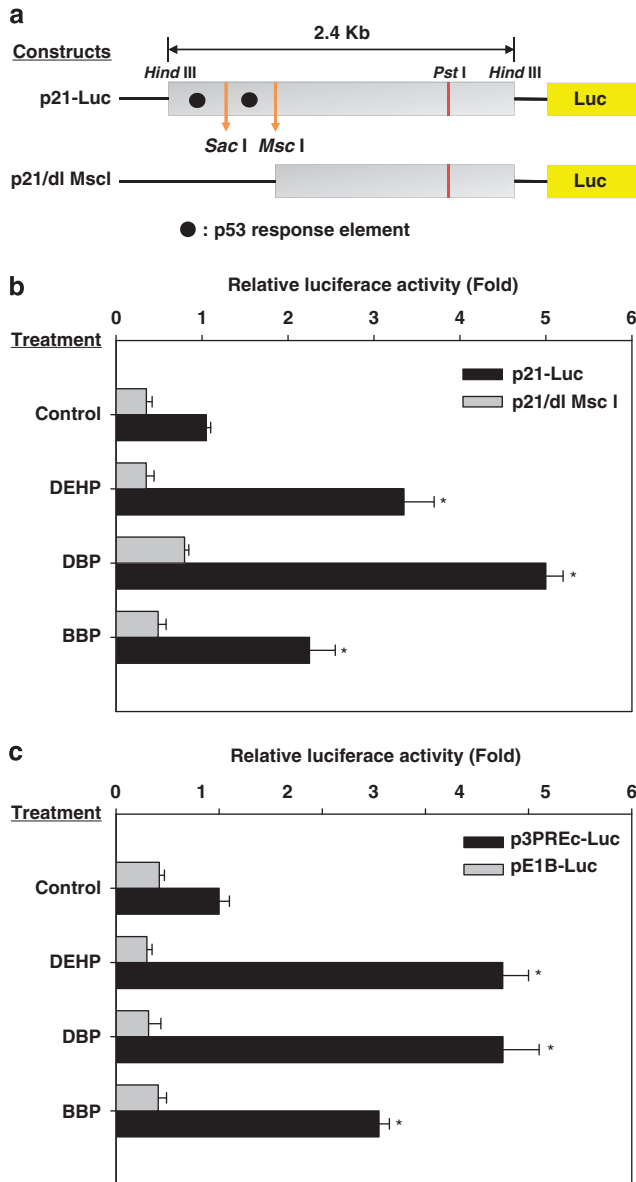 a
2.4 Kb
Constructs
Hind III Pst I Hind III
p21-Luc Luc
Sac I Msc I
p21/dl MscI Luc
● : p53 response element
b
Relative luciferace activity (Fold)
0 1 2 3 4 5 6
Treatment
p21-Luc
p21/dl Msc I
Control
DEHP *
DBP *
BBP *
c
Relative luciferace activity (Fold)
0 1 2 3 4 5 6
Treatment
p3PREc-Luc
pE1B-Luc
Control
DEHP *
DBP *
BBP *